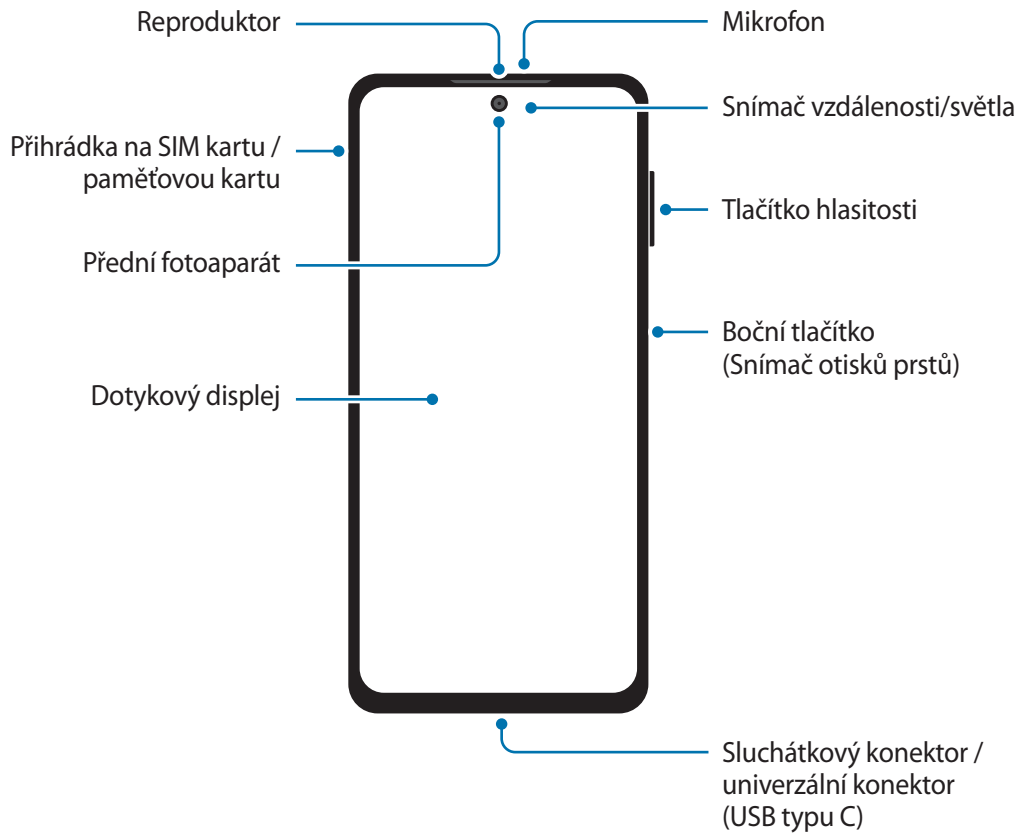 Reproduktor
Mikrofon
Snímač vzdálenosti/světla
Přihrádka na SIM kartu /
paměťovou kartu
Tlačítko hlasitosti
Přední fotoaparát
Boční tlačítko
(Snímač otisků prstů)
Dotykový displej
Sluchátkový konektor /
univerzální konektor
(USB typu C)